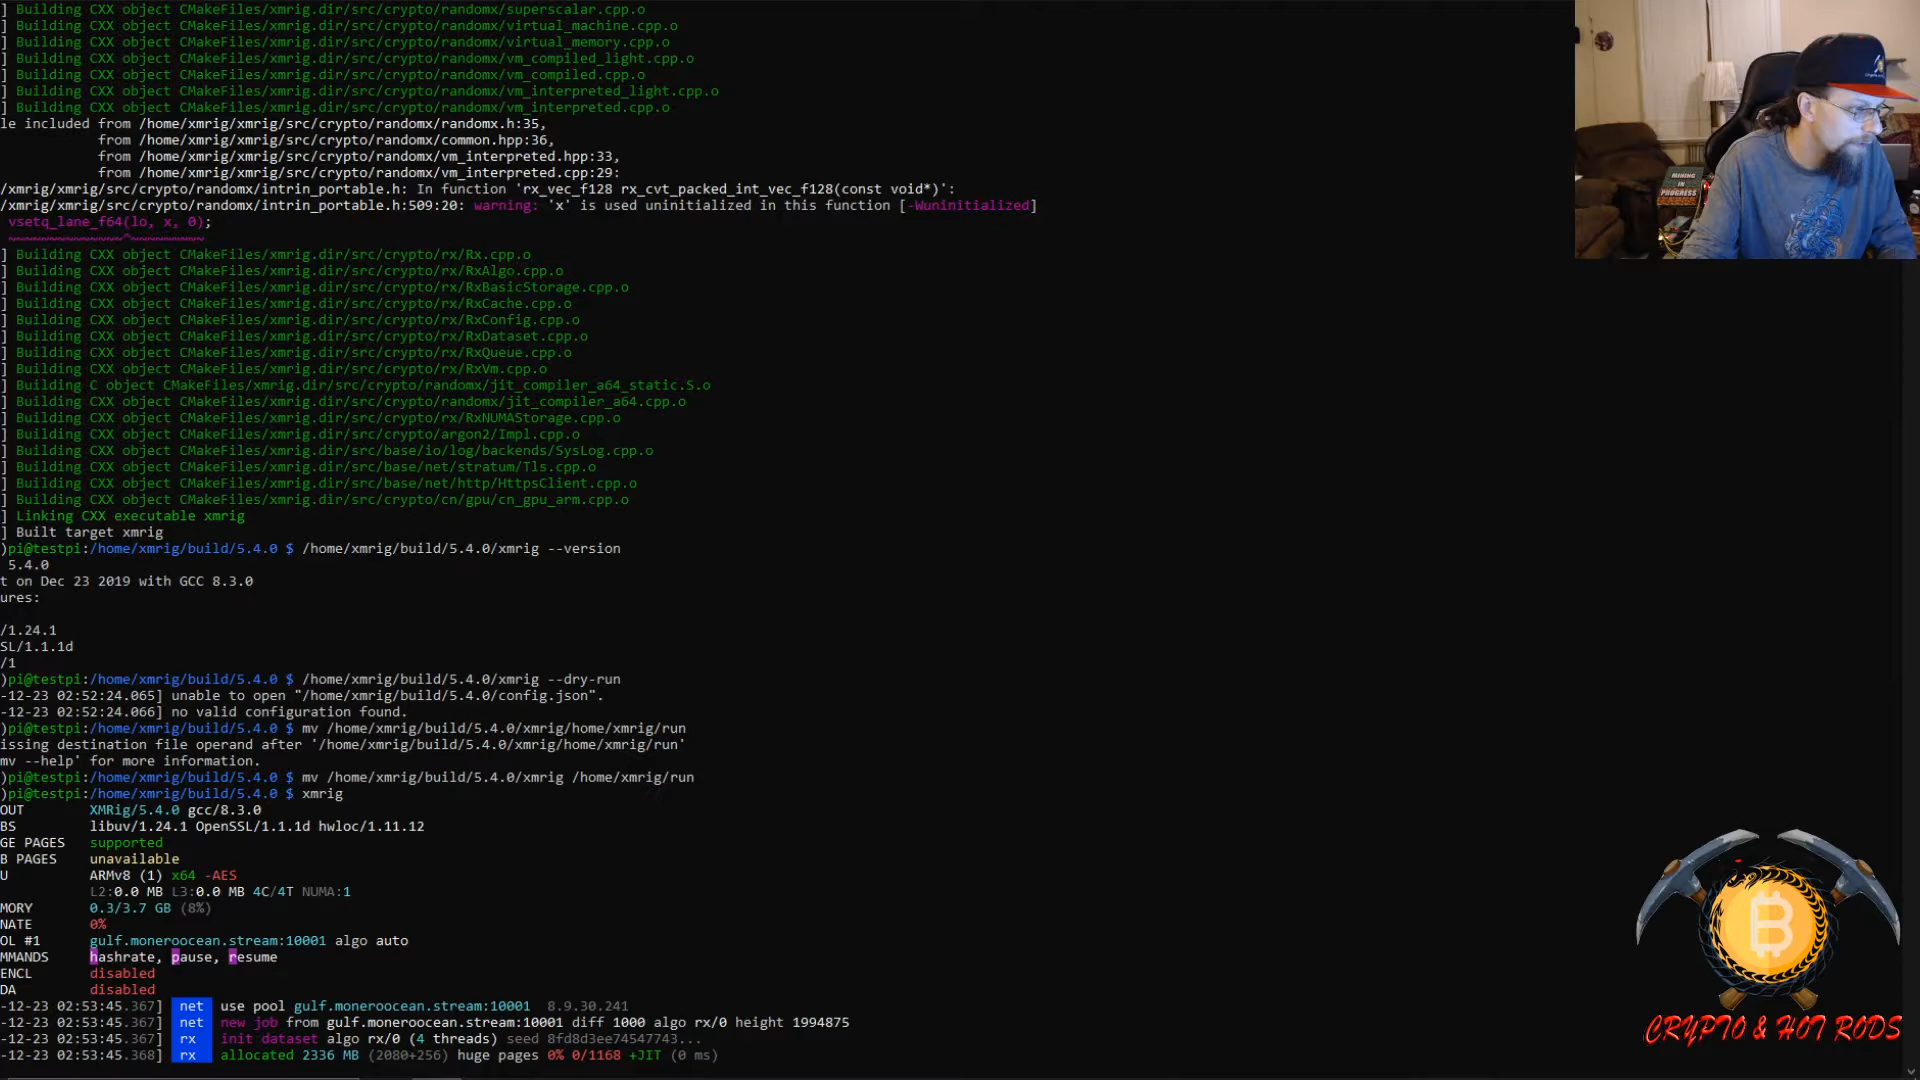 ] Building CXX object CMakeFiles/xmrig.dir/src/crypto/randomx/superscalar.cpp.o
] Building CXX object CMakeFiles/xmrig.dir/src/crypto/randomx/virtual_machine.cpp.o
] Building CXX object CMakeFiles/xmrig.dir/src/crypto/randomx/virtual_memory.cpp.o
] Building CXX object CMakeFiles/xmrig.dir/src/crypto/randomx/vm_compiled_light.cpp.o
] Building CXX object CMakeFiles/xmrig.dir/src/crypto/randomx/vm_compiled.cpp.o
] Building CXX object CMakeFiles/xmrig.dir/src/crypto/randomx/vm_interpreted_light.cpp.o
] Building CXX object CMakeFiles/xmrig.dir/src/crypto/randomx/vm_interpreted.cpp.o
le included from /home/xmrig/xmrig/src/crypto/randomx/randomx.h:35,
from /home/xmrig/xmrig/src/crypto/randomx/common.hpp:36,
from /home/xmrig/xmrig/src/crypto/randomx/vm_interpreted.hpp:33,
from /home/xmrig/xmrig/src/crypto/randomx/vm_interpreted.cpp:29:
/xmrig/xmrig/src/crypto/randomx/intrin_portable.h: In function 'rx_vec_f128 rx_cvt_packed_int_vec_f128(const void*)':
/xmrig/xmrig/src/crypto/randomx/intrin_portable.h:509:20: warning: 'x' is used uninitialized in this function [-Wuninitialized]
vsetq_lane_f64(lo, x, 0);
~~~~~~~~~~~~~~^~~~~~~~~~
] Building CXX object CMakeFiles/xmrig.dir/src/crypto/rx/Rx.cpp.o
] Building CXX object CMakeFiles/xmrig.dir/src/crypto/rx/RxAlgo.cpp.o
] Building CXX object CMakeFiles/xmrig.dir/src/crypto/rx/RxBasicStorage.cpp.o
] Building CXX object CMakeFiles/xmrig.dir/src/crypto/rx/RxCache.cpp.o
] Building CXX object CMakeFiles/xmrig.dir/src/crypto/rx/RxConfig.cpp.o
] Building CXX object CMakeFiles/xmrig.dir/src/crypto/rx/RxDataset.cpp.o
] Building CXX object CMakeFiles/xmrig.dir/src/crypto/rx/RxQueue.cpp.o
] Building CXX object CMakeFiles/xmrig.dir/src/crypto/rx/RxVm.cpp.o
] Building C object CMakeFiles/xmrig.dir/src/crypto/randomx/jit_compiler_a64_static.S.o
] Building CXX object CMakeFiles/xmrig.dir/src/crypto/randomx/jit_compiler_a64.cpp.o
] Building CXX object CMakeFiles/xmrig.dir/src/crypto/rx/RxNUMAStorage.cpp.o
] Building CXX object CMakeFiles/xmrig.dir/src/crypto/argon2/Impl.cpp.o
] Building CXX object CMakeFiles/xmrig.dir/src/base/io/log/backends/SysLog.cpp.o
] Building CXX object CMakeFiles/xmrig.dir/src/base/net/stratum/Tls.cpp.o
] Building CXX object CMakeFiles/xmrig.dir/src/base/net/http/HttpsClient.cpp.o
] Building CXX object CMakeFiles/xmrig.dir/src/crypto/cn/gpu/cn_gpu_arm.cpp.o
] Linking CXX executable xmrig
] Built target xmrig
)pi@testpi:/home/xmrig/build/5.4.0 $ /home/xmrig/build/5.4.0/xmrig --version
5.4.0
t on Dec 23 2019 with GCC 8.3.0
ures:
/1.24.1
SL/1.1.1d
/1
)pi@testpi:/home/xmrig/build/5.4.0 $ /home/xmrig/build/5.4.0/xmrig --dry-run
-12-23 02:52:24.065] unable to open "/home/xmrig/build/5.4.0/config.json".
-12-23 02:52:24.066] no valid configuration found.
)pi@testpi:/home/xmrig/build/5.4.0 $ mv /home/xmrig/build/5.4.0/xmrig/home/xmrig/run
issing destination file operand after '/home/xmrig/build/5.4.0/xmrig/home/xmrig/run'
mv --help' for more information.
)pi@testpi:/home/xmrig/build/5.4.0 $ mv /home/xmrig/build/5.4.0/xmrig /home/xmrig/run
)pi@testpi:/home/xmrig/build/5.4.0 $ xmrig
OUT XMRig/5.4.0 gcc/8.3.0
BS libuv/1.24.1 OpenSSL/1.1.1d hwloc/1.11.12
GE PAGES supported
B PAGES unavailable
U ARMv8 (1) x64 -AES
L2:0.0 MB L3:0.0 MB 4C/4T NUMA:1
MORY 0.3/3.7 GB (8%)
NATE 0%
OL #1 gulf.moneroocean.stream:10001 algo auto
MMANDS hashrate, pause, resume
ENCL disabled
DA disabled
-12-23 02:53:45.367] net use pool gulf.moneroocean.stream:10001 8.9.30.241
-12-23 02:53:45.367] net new job from gulf.moneroocean.stream:10001 diff 1000 algo rx/0 height 1994875
-12-23 02:53:45.367] rx init dataset algo rx/0 (4 threads) seed 8fd8d3ee74547743...
-12-23 02:53:45.368] rx allocated 2336 MB (2080+256) huge pages 0% 0/1168 +JIT (0 ms)
MINING
IN
PROGRESS
CRYPTO & HOT RODS